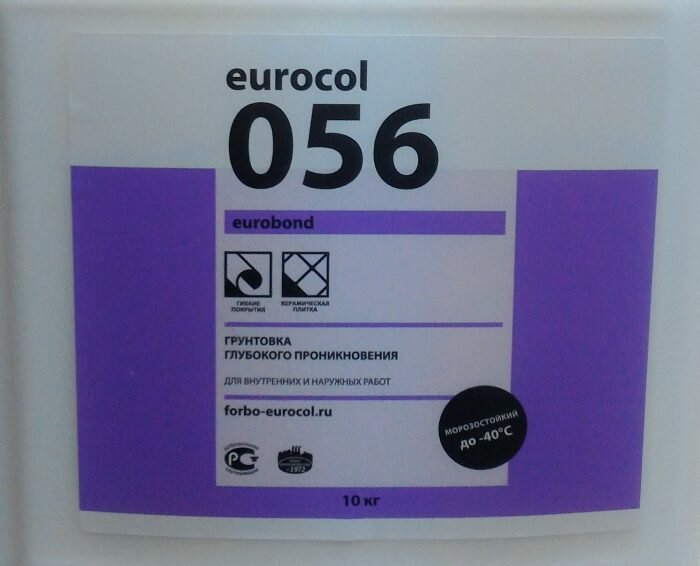 eurocol
056
eurobond
ГИБКИЕ
ПОКРЫТИЯ
КЕРАМИЧЕСКАЯ
ПЛИТКА
ГРУНТОВКА
ГЛУБОКОГО ПРОНИКНОВЕНИЯ
ДЛЯ ВНУТРЕННИХ И НАРУЖНЫХ РАБОТ
forbo-eurocol.ru
МОРОЗОСТОЙКИЙ
до -40°С
1972
10 кг